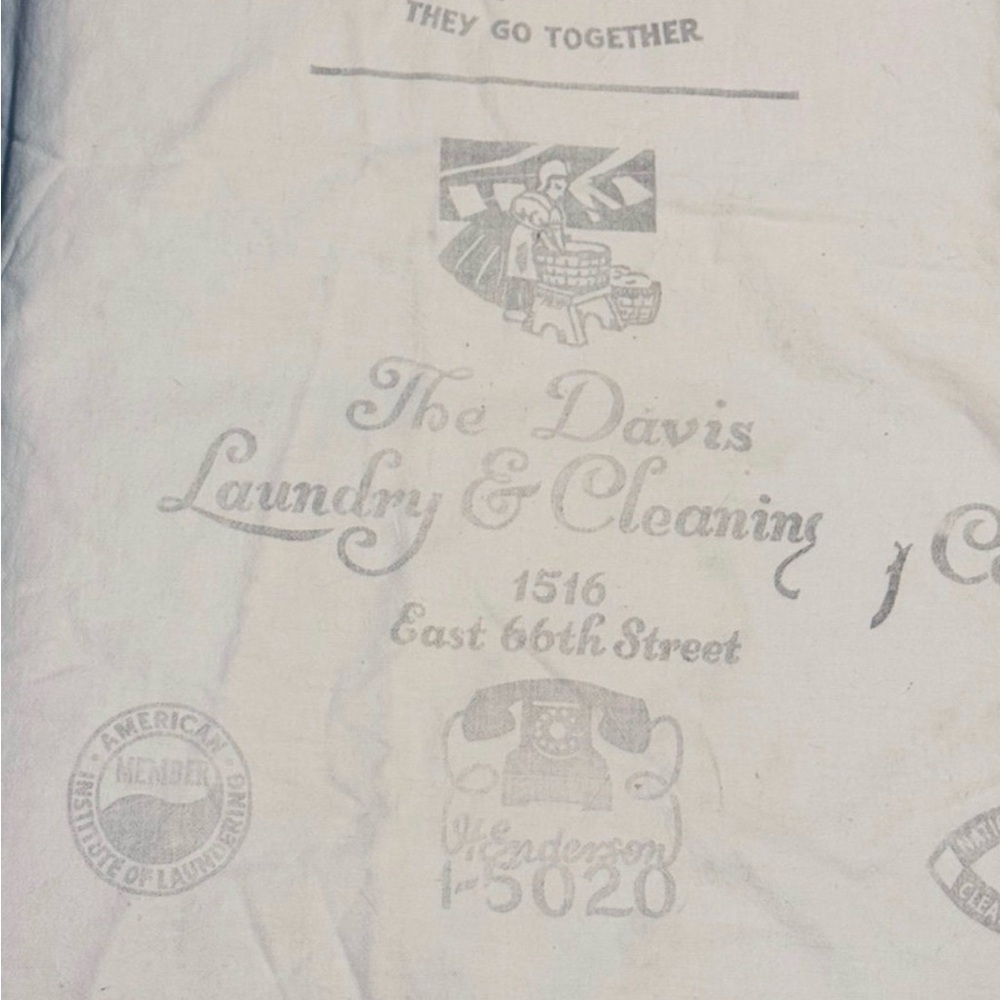 THEY GO TOGETHER
The Davis
Laundry & Cleaning
y Co
1516
East 66th Street
AMERICAN
MEMBER
INSTITUTE OF LAUNDERING
HEnderson
1-5020